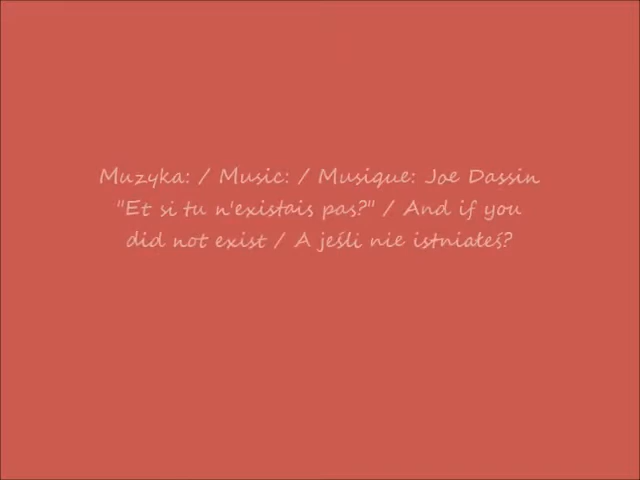 Muzyka: / Music: / Musique: Joe Dassin
"Et si tu n'existais pas?" / And if you
did not exist / A jeśli nie istniałeś?